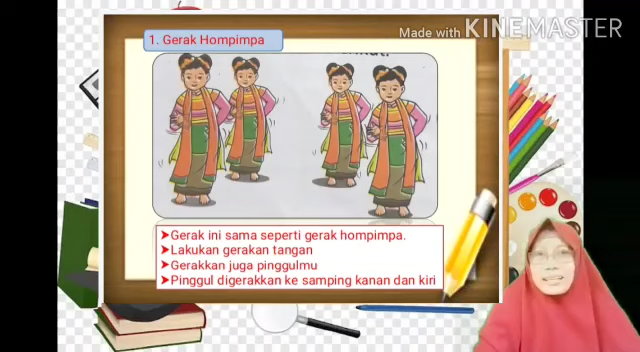 Made with KINEMASTER
1. Gerak Hompimpa
➤Gerak ini sama seperti gerak hompimpa.
➤Lakukan gerakan tangan
➤Gerakkan juga pinggulmu
➤Pinggul digerakkan ke samping kanan dan kiri